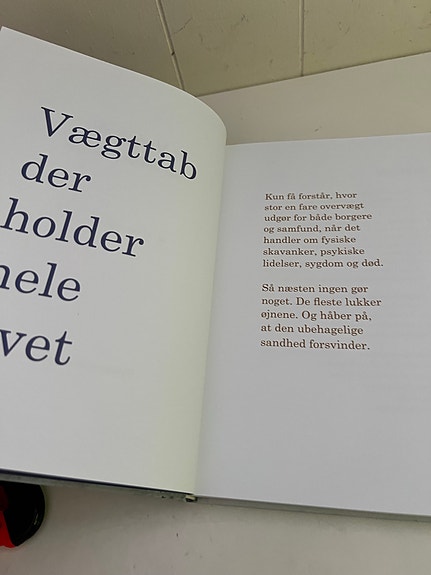 Vægttab
der
holder
hele
vet
Kun få forstår, hvor
stor en fare overvægt
udgør for både borgere
og samfund, når det
handler om fysiske
skavanker, psykiske
lidelser, sygdom og død.
Så næsten ingen gør
noget. De fleste lukker
øjnene. Og håber på,
at den ubehagelige
sandhed forsvinder.